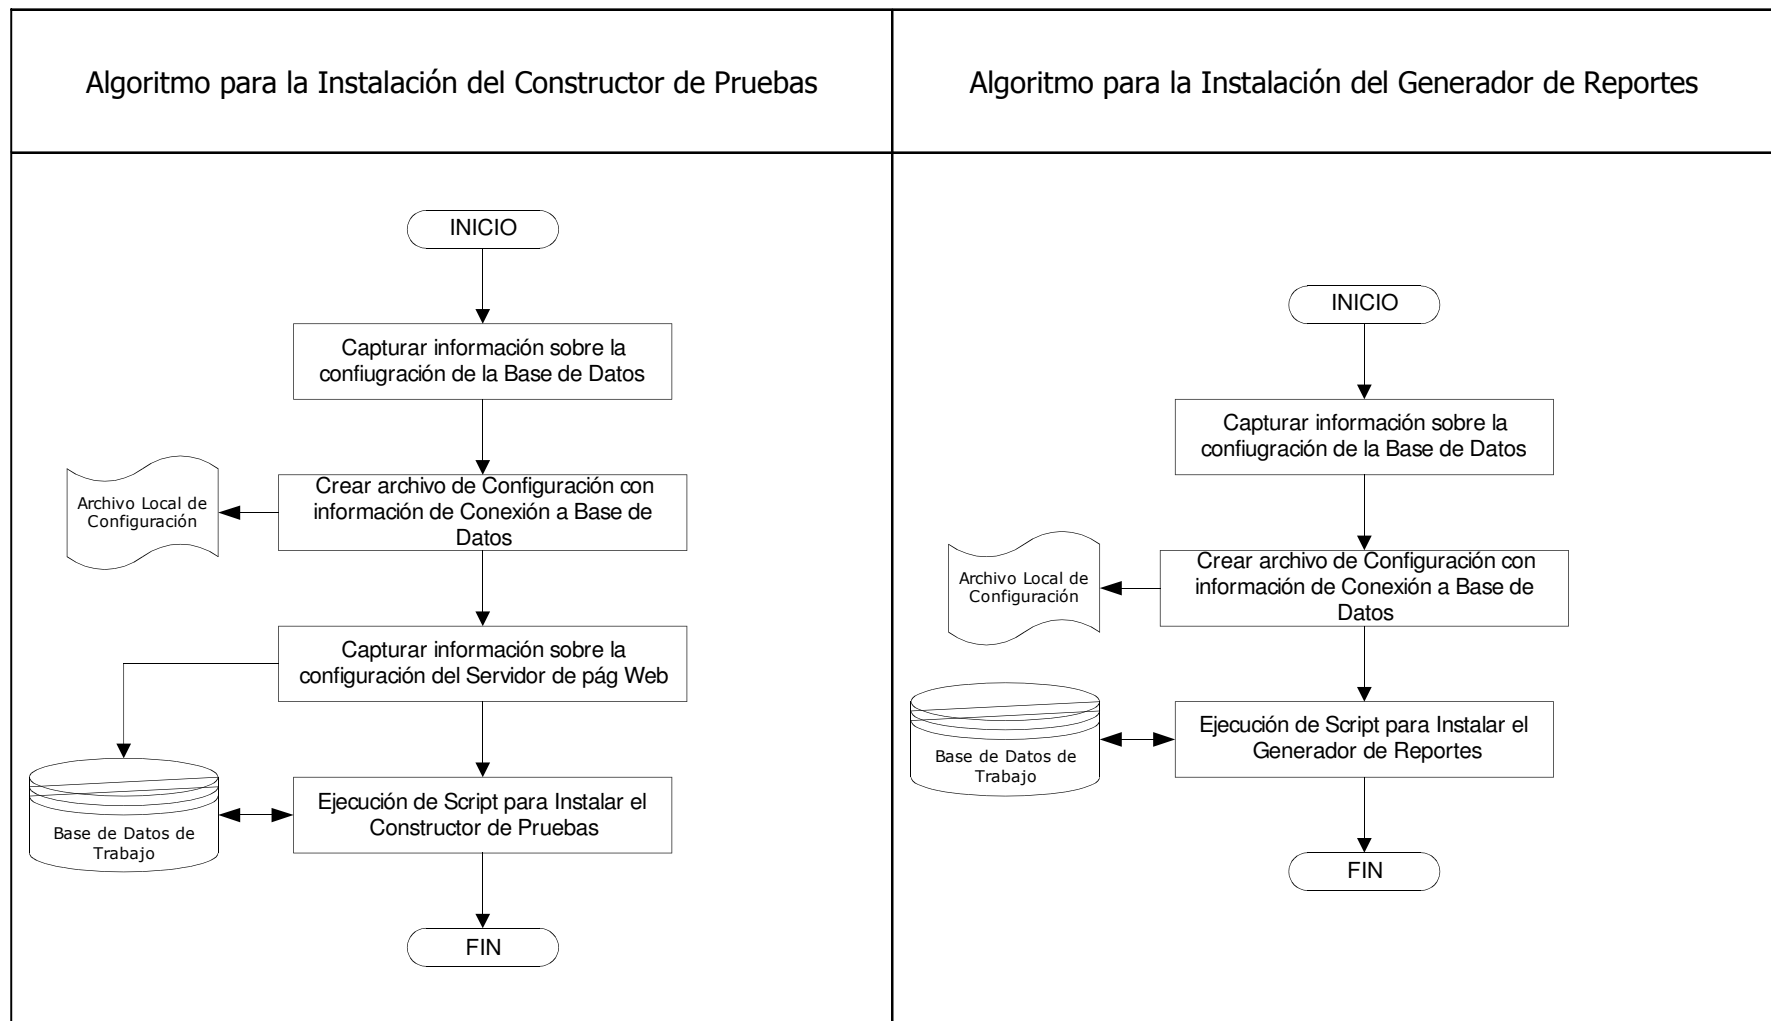 Algoritmo para la Instalación del Constructor de Pruebas
Algoritmo para la Instalación del Generador de Reportes
INICIO
Capturar información sobre la
confiugración de la Base de Datos
Archivo Local de
Configuración
Crear archivo de Configuración con
información de Conexión a Base de
Datos
Capturar información sobre la
configuración del Servidor de pág Web
Base de Datos de
Trabajo
Ejecución de Script para Instalar el
Constructor de Pruebas
FIN
INICIO
Capturar información sobre la
confiugración de la Base de Datos
Archivo Local de
Configuración
Crear archivo de Configuración con
información de Conexión a Base de
Datos
Base de Datos de
Trabajo
Ejecución de Script para Instalar el
Generador de Reportes
FIN